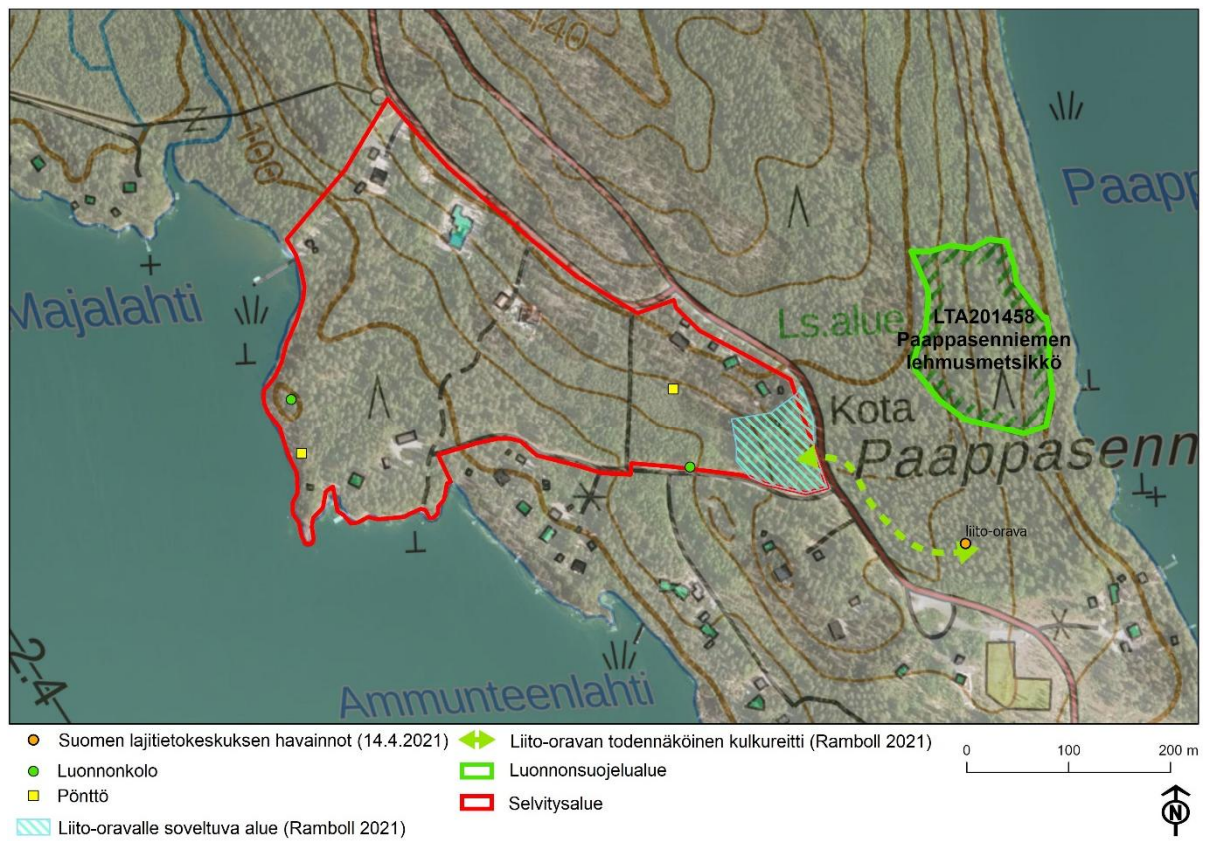 140
100
Z
Paapp
Majalahti
Ls.alue
LTA201458
Paappasenniemen
lehmusmetsikkö
Kota
Paappasenn
liito-orava
2.4
Ammunteenlahti
Suomen lajitietokeskuksen havainnot (14.4.2021)
Luonnonkolo
Pönttö
Liito-oravalle soveltuva alue (Ramboll 2021)
Liito-oravan todennäköinen kulkureitti (Ramboll 2021)
Luonnonsuojelualue
Selvitysalue
0 100 200 m
N